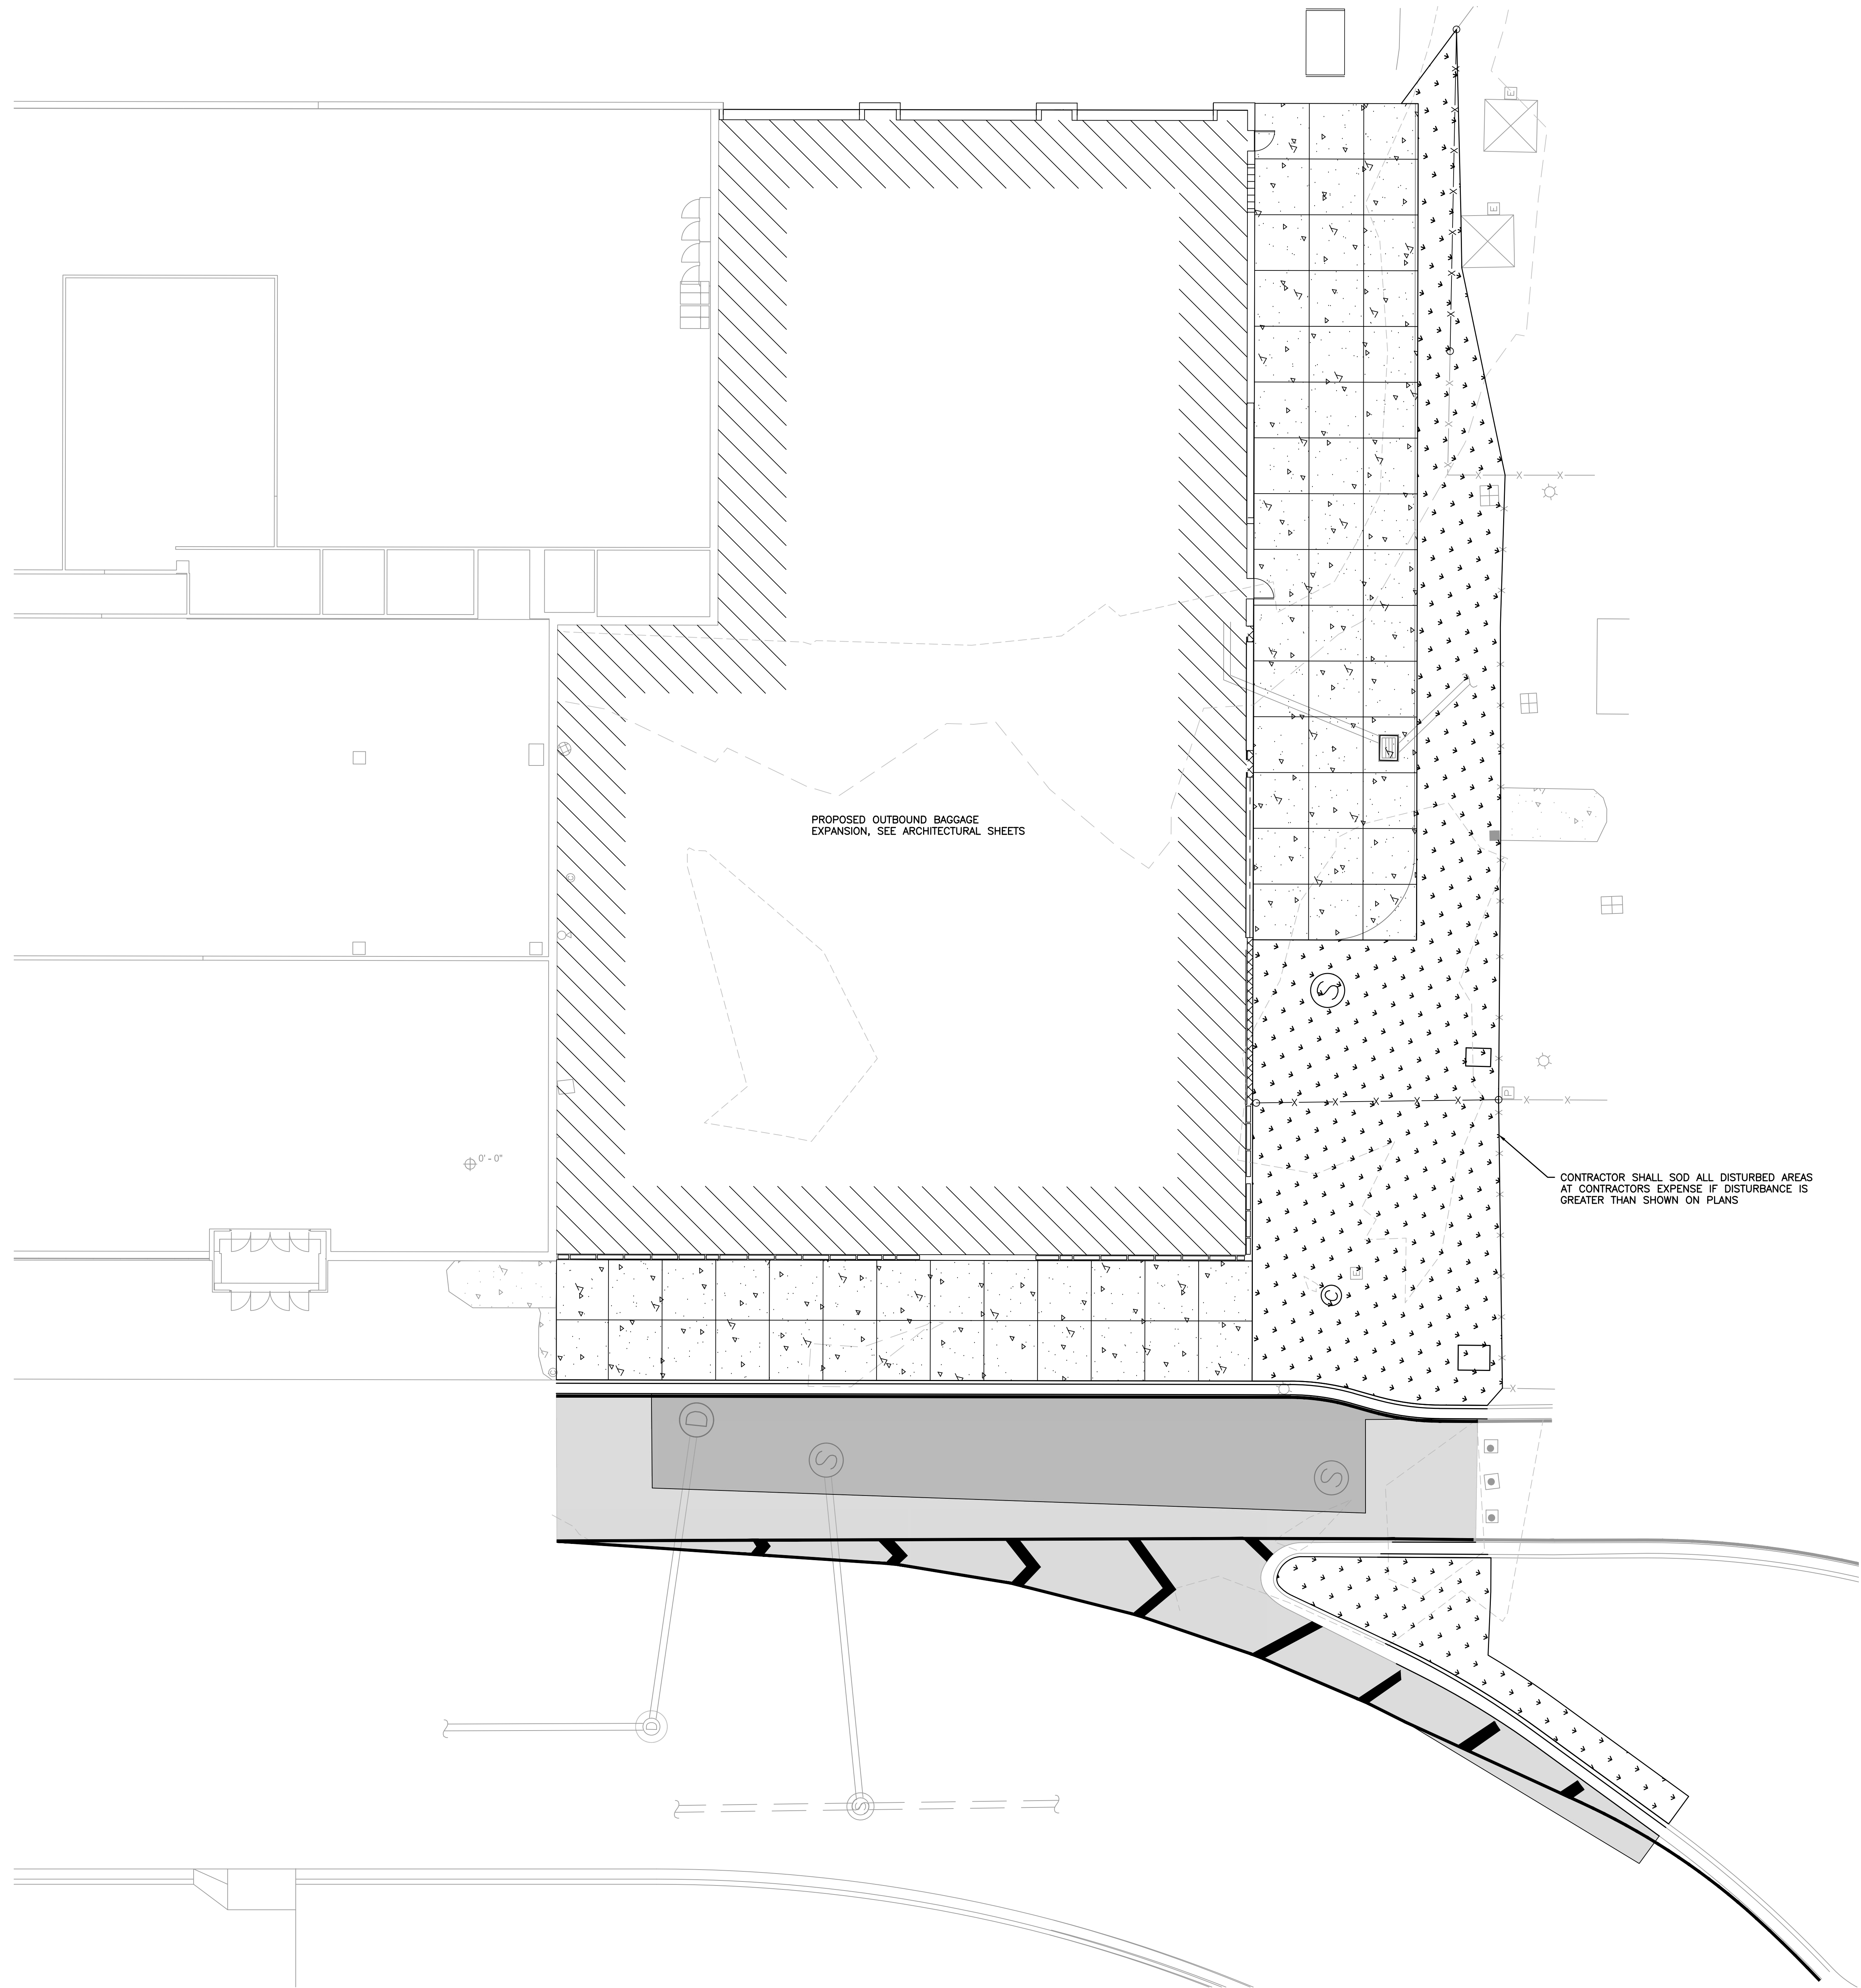 E
E
PROPOSED OUTBOUND BAGGAGE
EXPANSION, SEE ARCHITECTURAL SHEETS
S
P
0' - 0"
CONTRACTOR SHALL SOD ALL DISTURBED AREAS
AT CONTRACTORS EXPENSE IF DISTURBANCE IS
GREATER THAN SHOWN ON PLANS
E
C
D
S
S
D
S